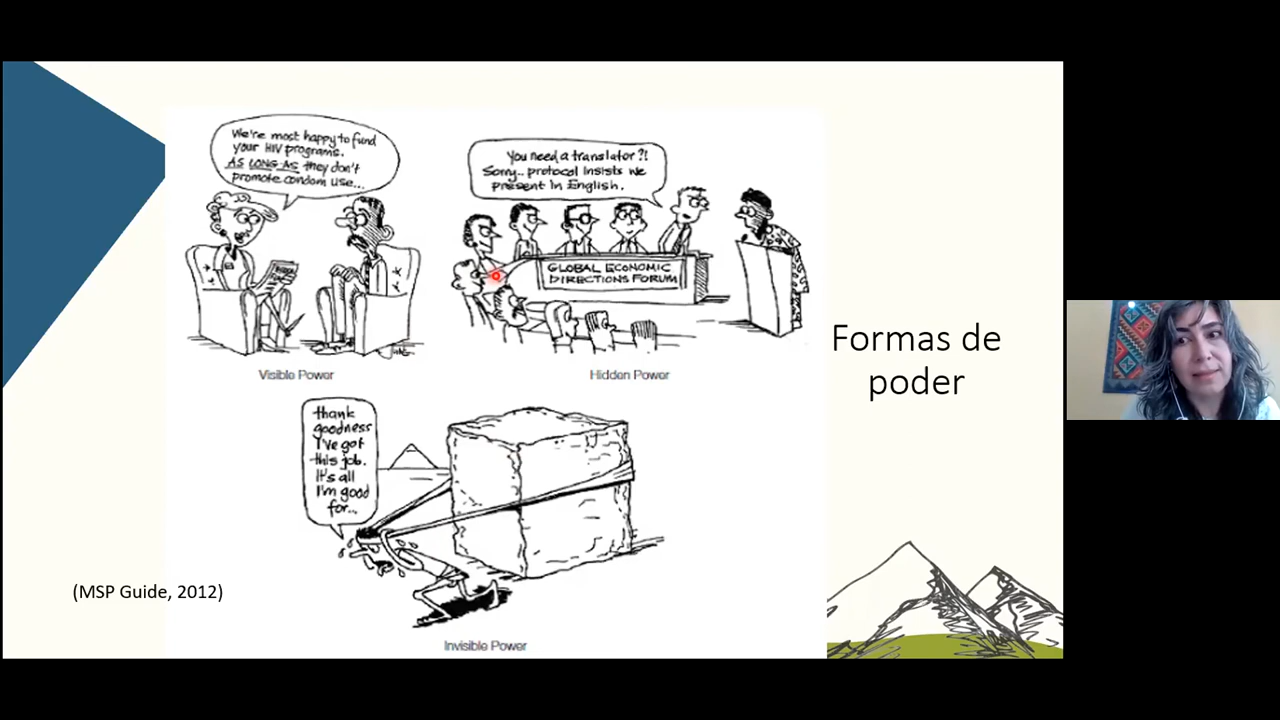 We're most happy to fund
your HIV programs.
AS LONG AS they don't
promote condom use...
You need a translator?!
Sorry.. protocol insists we
present in English.
GLOBAL ECONOMIC
DIRECTIONS FORUM
Visible Power
Hidden Power
Formas de
poder
thank
goodness
I've got
this job.
It's all
I'm good
for...
(MSP Guide, 2012)
Invisible Power